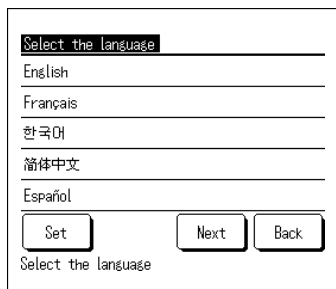 Select the language
English
Français
한국어
简体中文
Español
Set Next Back
Select the language